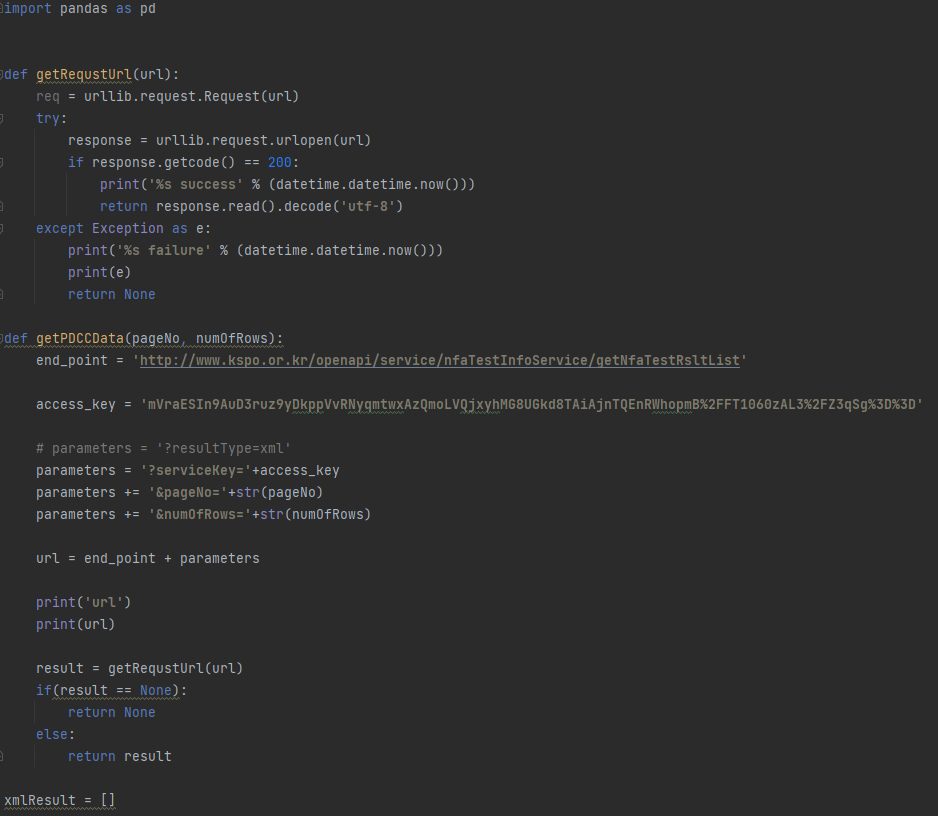 import pandas as pd
def getRequstUrl(url):
req = urllib.request.Request(url)
try:
response = urllib.request.urlopen(url)
if response.getcode() == 200:
print('%s success' % (datetime.datetime.now()))
return response.read().decode('utf-8')
except Exception as e:
print('%s failure' % (datetime.datetime.now()))
print(e)
return None
def getPDCCData(pageNo, numOfRows):
end_point = 'http://www.kspo.or.kr/openapi/service/nfaTestInfoService/getNfaTestRsltList'
access_key = 'mVraESIn9AuD3ruz9yDkppVvRNyqmtwxAzQmoLVQjxyhMG8UGkd8TAiAjnTQEnRWhopmB%2FFT1060zAL3%2FZ3qSg%3D%3D'
# parameters = '?resultType=xml'
parameters = '?serviceKey='+access_key
parameters += '&pageNo='+str(pageNo)
parameters += '&numOfRows='+str(numOfRows)
url = end_point + parameters
print('url')
print(url)
result = getRequstUrl(url)
if(result == None):
return None
else:
return result
xmlResult = []